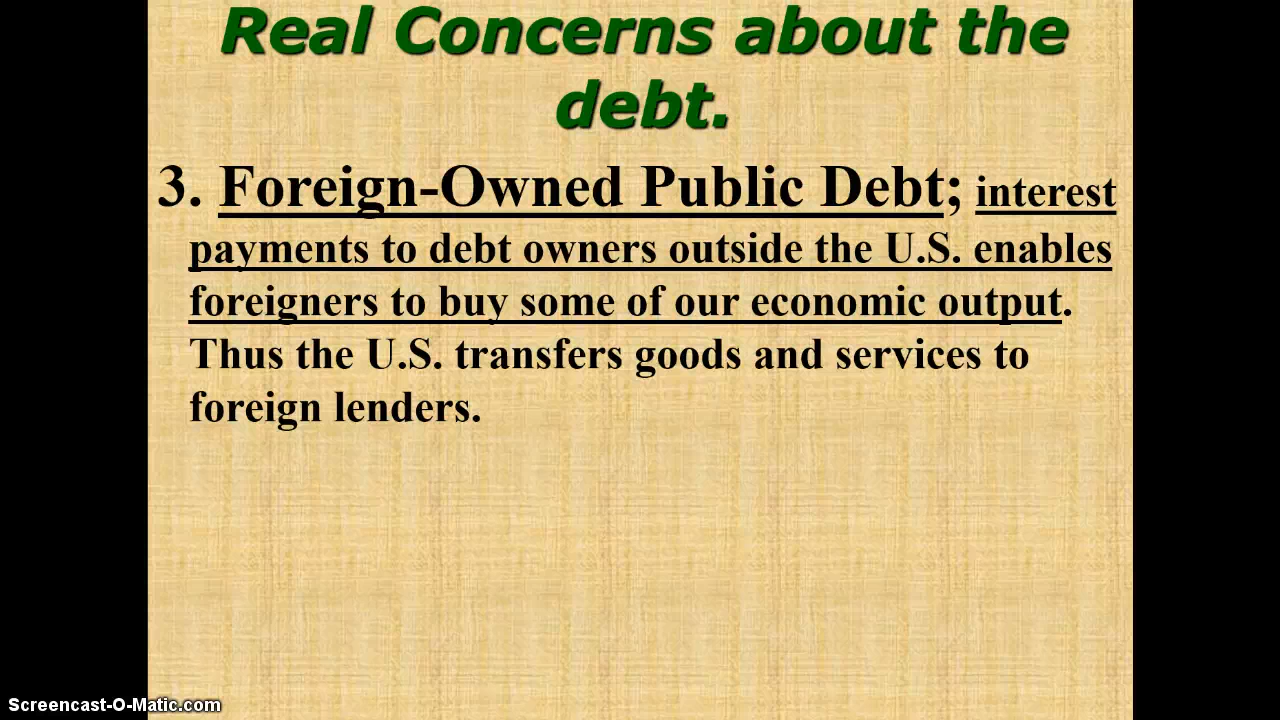 Real Concerns about the
debt.
3. Foreign-Owned Public Debt; interest
payments to debt owners outside the U.S. enables
foreigners to buy some of our economic output.
Thus the U.S. transfers goods and services to
foreign lenders.
Screencast-O-Matic.com